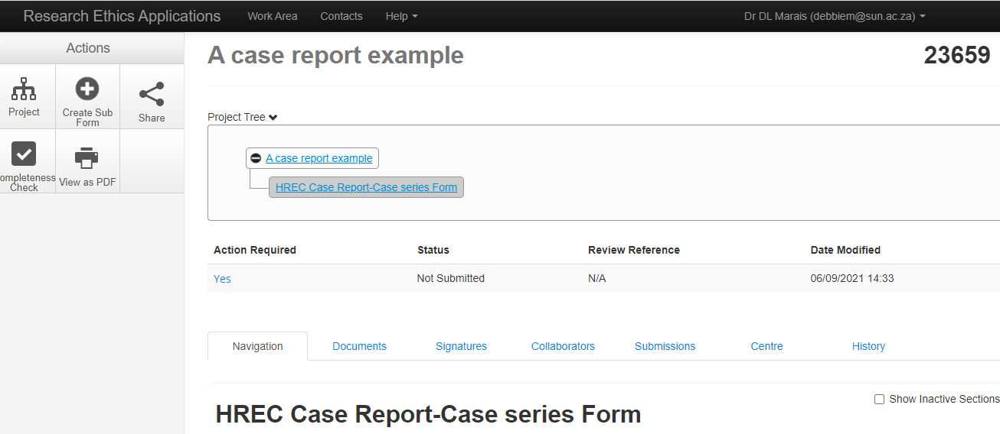 Research Ethics Applications Work Area Contacts Help Dr DL Marais (debbiem@sun.ac.za)
Actions
Project
Create Sub
Form
Share
ompleteness
Check
View as PDF
A case report example 23659
Project Tree
A case report example
HREC Case Report-Case series Form
Action Required Status Review Reference Date Modified
Yes Not Submitted N/A 06/09/2021 14:33
Navigation Documents Signatures Collaborators Submissions Centre History
Show Inactive Sections
HREC Case Report-Case series Form